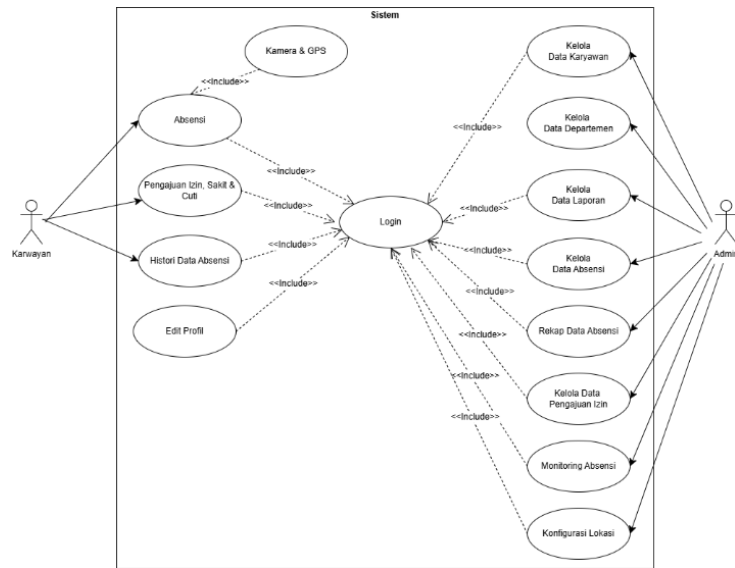 Sistem
Kamera & GPS
<<Include>>
Absensi
<<Include>>
Pengajuan Izin, Sakit &
Cuti
<<Include>>
Karwayan
Histori Data Absensi
<<Include>>
Edit Profil
<<Include>>
Login
Kelola
Data Karyawan
<<Include>>
Kelola
Data Departemen
Kelola
Data Laporan
<<Include>>
Kelola
Data Absensi
<<Include>>
Admin
Rekap Data Absensi
<<Include>>
Kelola Data
Pengajuan Izin
<<Include>>
Monitoring Absensi
<<Include>>
Konfigurasi Lokasi
<<Include>>